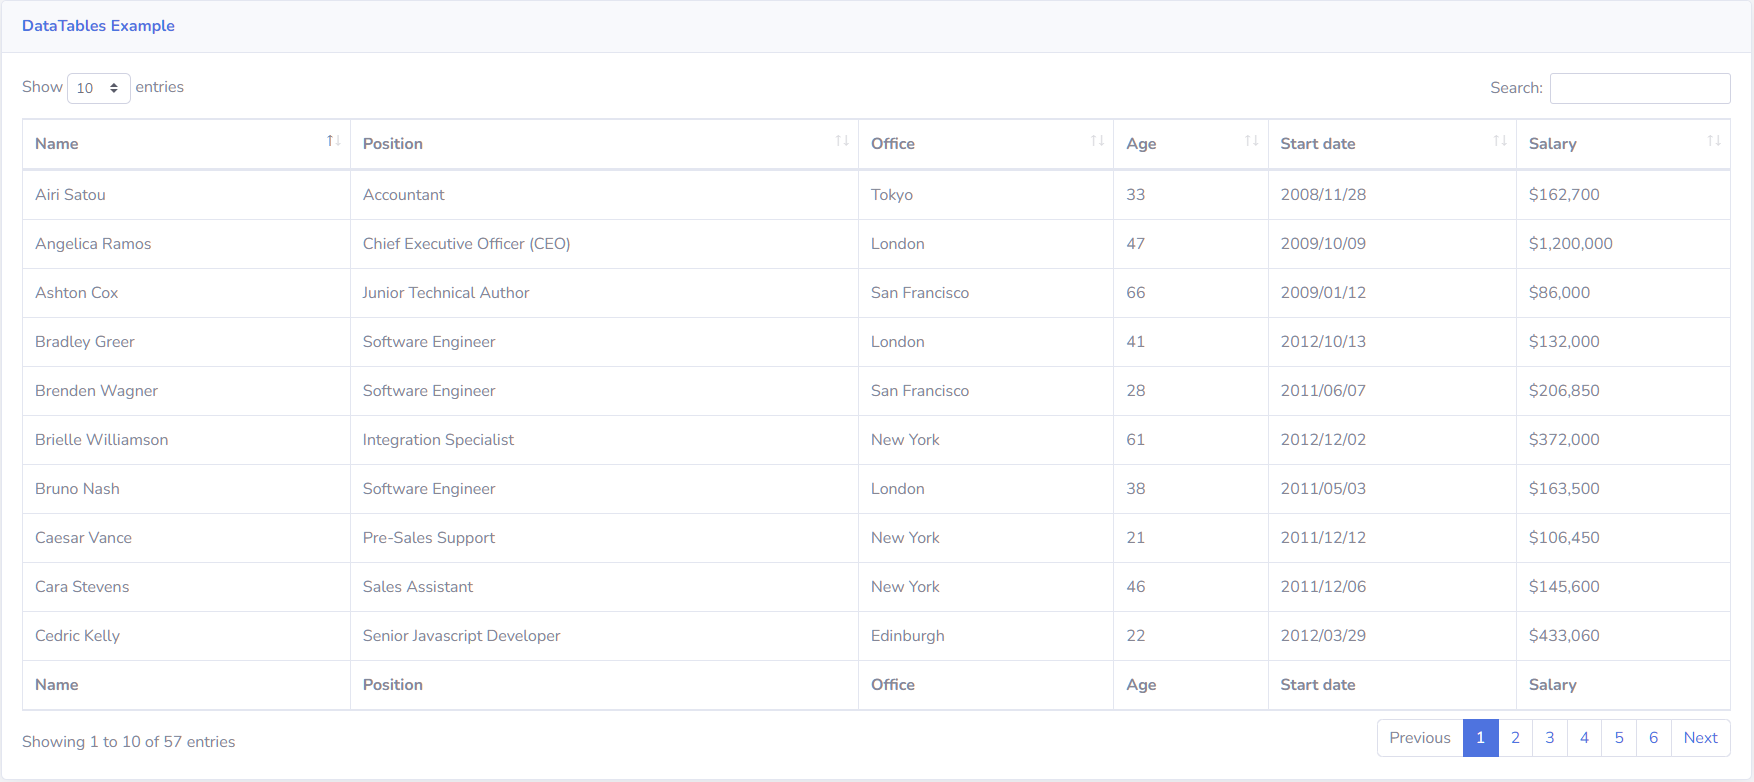 DataTables Example
Show 10 entries Search:
Name Position Office Age Start date Salary
Airi Satou Accountant Tokyo 33 2008/11/28 $162,700
Angelica Ramos Chief Executive Officer (CEO) London 47 2009/10/09 $1,200,000
Ashton Cox Junior Technical Author San Francisco 66 2009/01/12 $86,000
Bradley Greer Software Engineer London 41 2012/10/13 $132,000
Brenden Wagner Software Engineer San Francisco 28 2011/06/07 $206,850
Brielle Williamson Integration Specialist New York 61 2012/12/02 $372,000
Bruno Nash Software Engineer London 38 2011/05/03 $163,500
Caesar Vance Pre-Sales Support New York 21 2011/12/12 $106,450
Cara Stevens Sales Assistant New York 46 2011/12/06 $145,600
Cedric Kelly Senior Javascript Developer Edinburgh 22 2012/03/29 $433,060
Name Position Office Age Start date Salary
Showing 1 to 10 of 57 entries Previous 1 2 3 4 5 6 Next